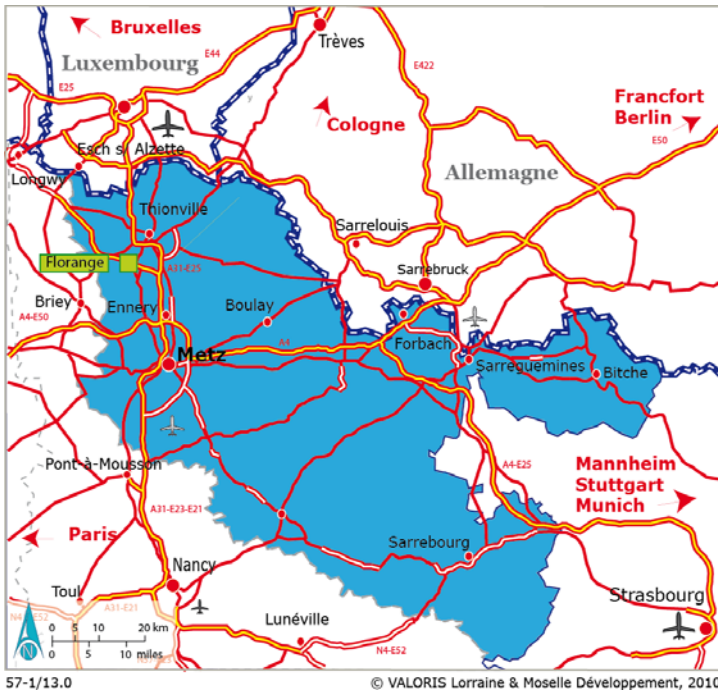 Bruxelles
Trèves
Luxembourg
E44
E422
E25
Francfort
Berlin
E50
Cologne
Esch s/ Alzette
Allemagne
Longwy
Thionville
Sarrelouis
Florange
A31-E25
Sarrebruck
Briey
Ennery
Boulay
A4-E50
Forbach
Metz
A4
Sarreguemines
Bitche
Pont-à-Mousson
A4-E25
Mannheim
Stuttgart
Munich
A31-E23-E21
Paris
Sarrebourg
Nancy
Toul
Strasbourg
A31-E21
Lunéville
0 10 20 km
0 5 10 miles
N4-E52
57-1/13.0
© VALORIS Lorraine & Moselle Développement, 2010